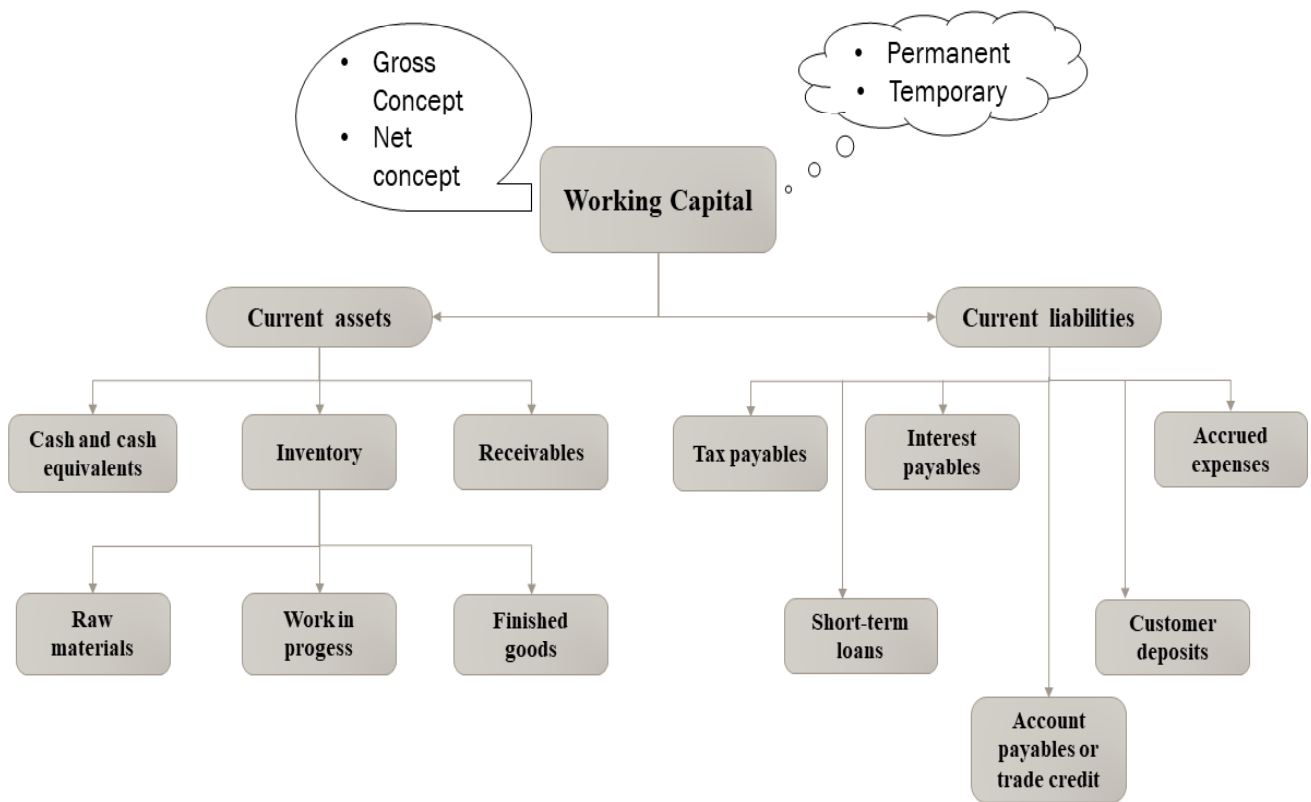 • Gross
Concept
• Net
concept
• Permanent
• Temporary
Working Capital
Current assets
Current liabilities
Cash and cash
equivalents
Inventory
Receivables
Tax payables
Interest
payables
Accrued
expenses
Raw
materials
Work in
progess
Finished
goods
Short-term
loans
Customer
deposits
Account
payables or
trade credit